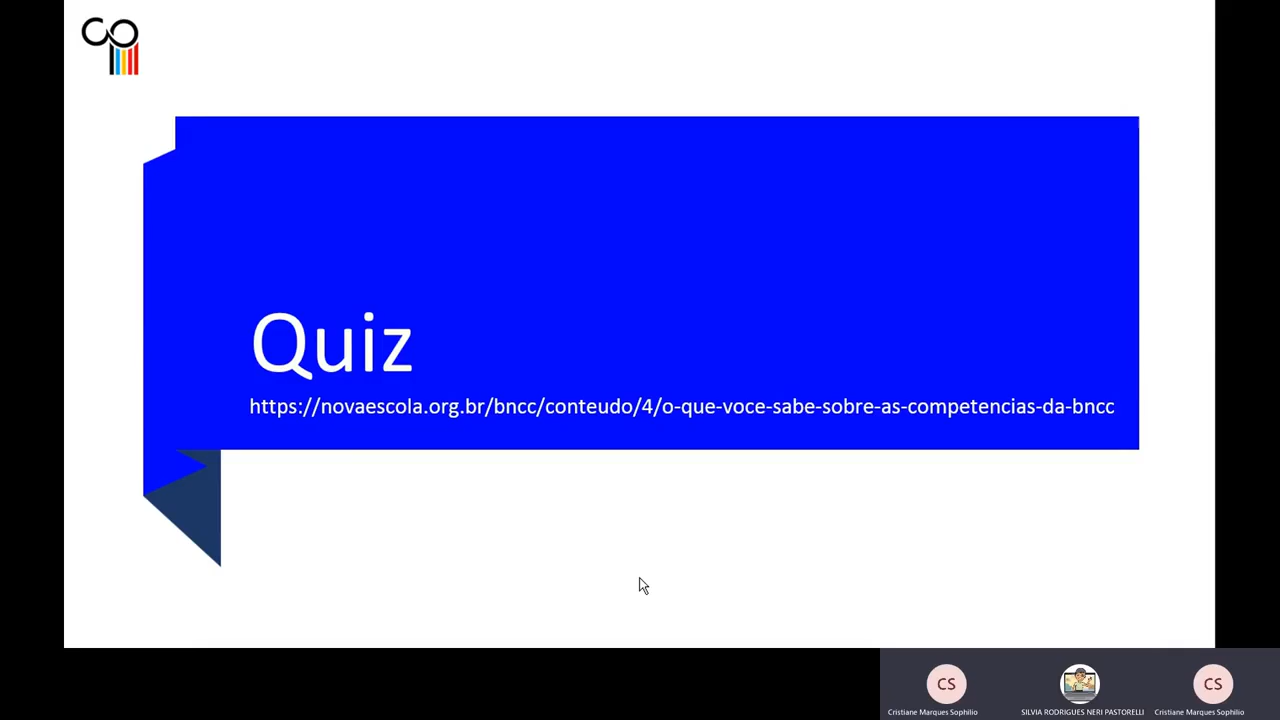 Quiz
https://novaescola.org.br/bncc/conteudo/4/o-que-voce-sabe-sobre-as-competencias-da-bncc
CS
CS
Cristiane Marques Sophilio
SILVIA RODRIGUES NERI PASTORELLI
Cristiane Marques Sophilio